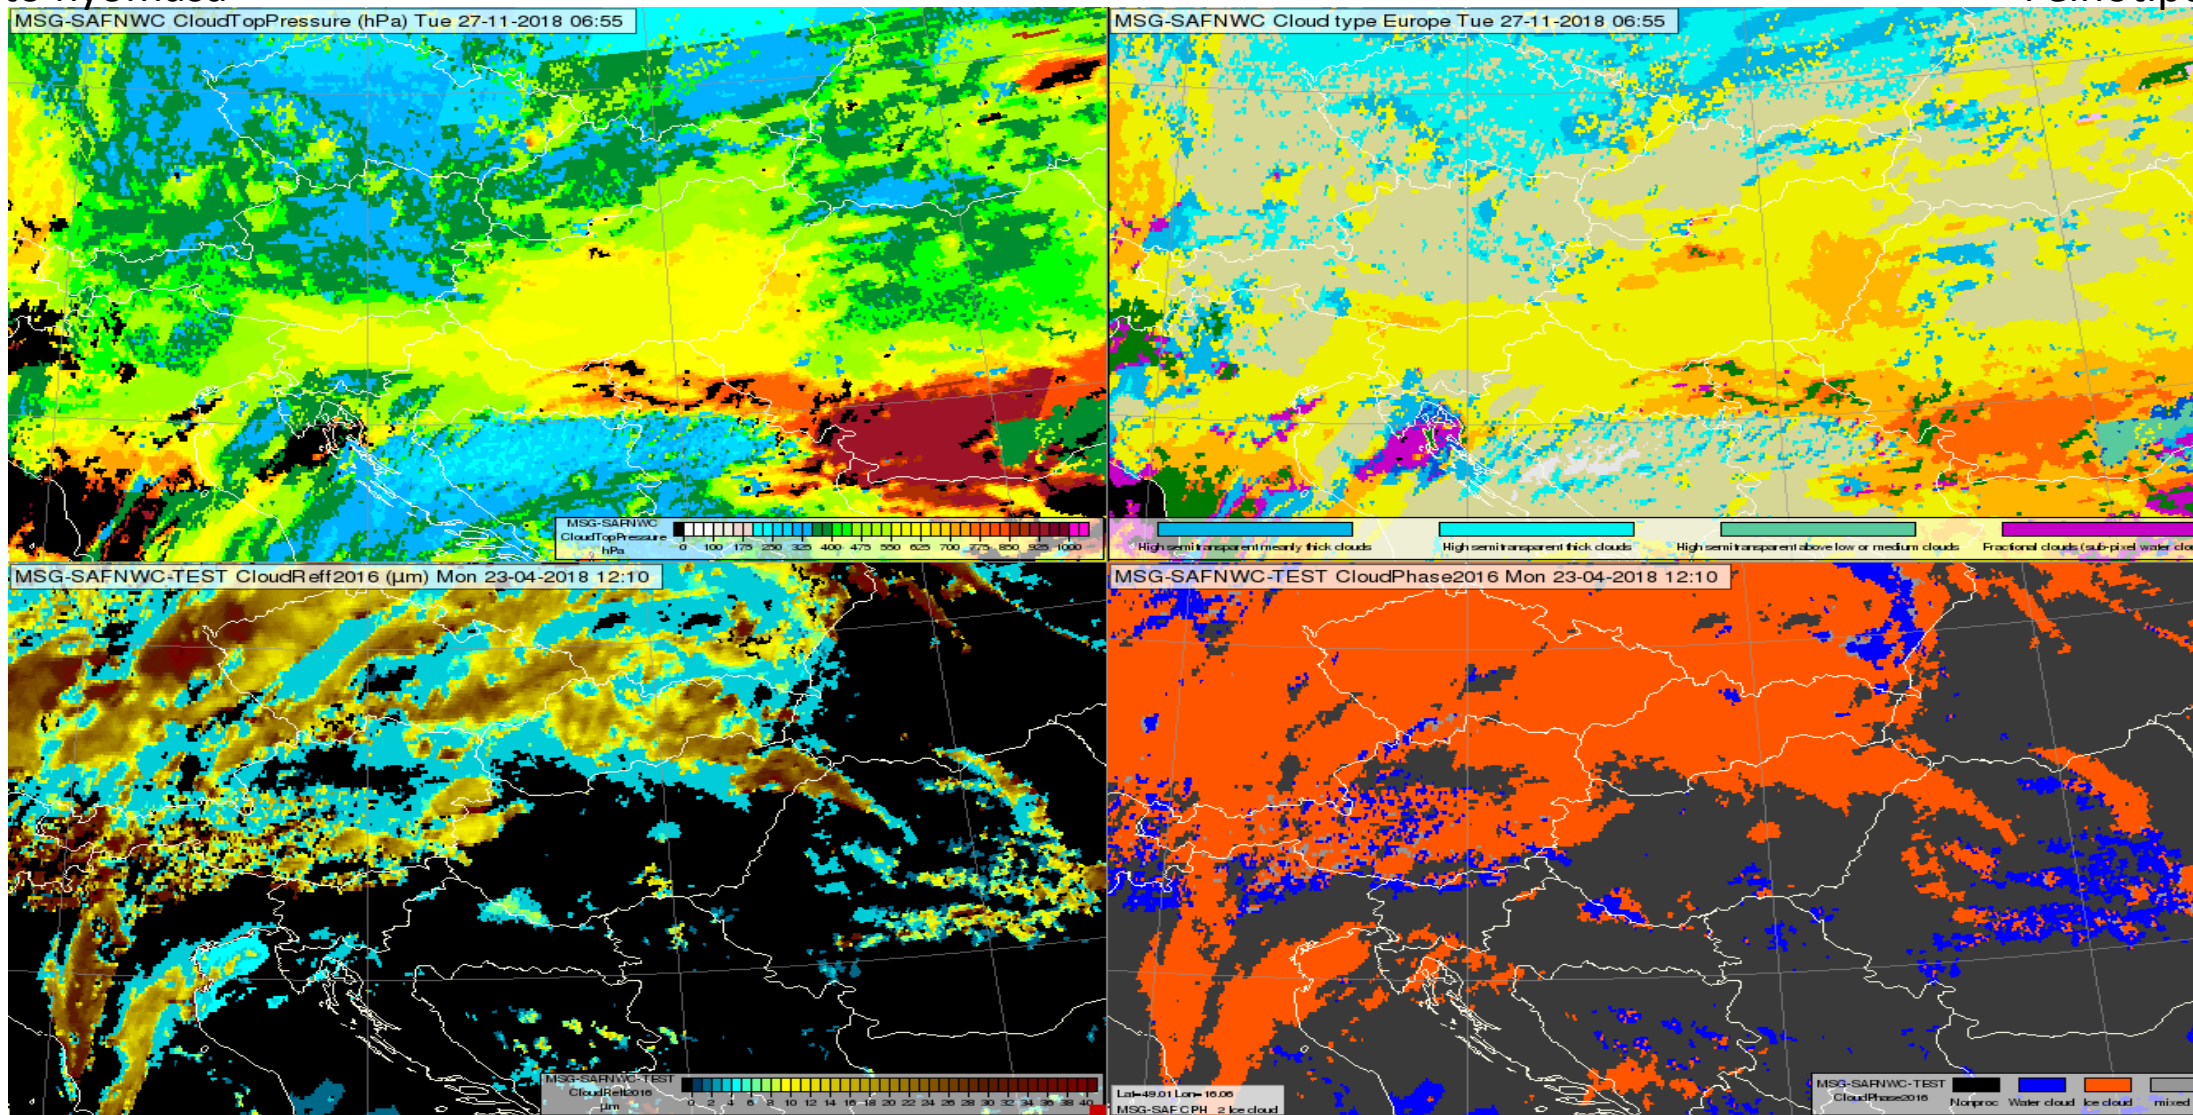 MSG-SAFNWC CloudTopPressure (hPa) Tue 27-11-2018 06:55
MSG-SAFNWC Cloud type Europe Tue 27-11-2018 06:55
MSG-SAFNWC
CloudTopPressure
hPa
0 100 175 250 325 400 475 550 625 700 775 850 925 1000
High semitransparent meanly thick clouds
High semitransparent thick clouds
High semitransparent above low or medium clouds
Fractional clouds (sub-pixel water
MSG-SAFNWC-TEST CloudReff2016 (µm) Mon 23-04-2018 12:10
MSG-SAFNWC-TEST CloudPhase2016 Mon 23-04-2018 12:10
MSG-SAFNWC-TEST
CloudReff2016
µm
0 2 4 6 8 10 12 14 16 18 20 22 24 26 28 30 32 34 36 38 40
Lat=49.01 Lon=16.06
MSG-SAF CPH 2 Ice cloud
MSG-SAFNWC-TEST
CloudPhase2016
Nonproc Water cloud Ice cloud mixed